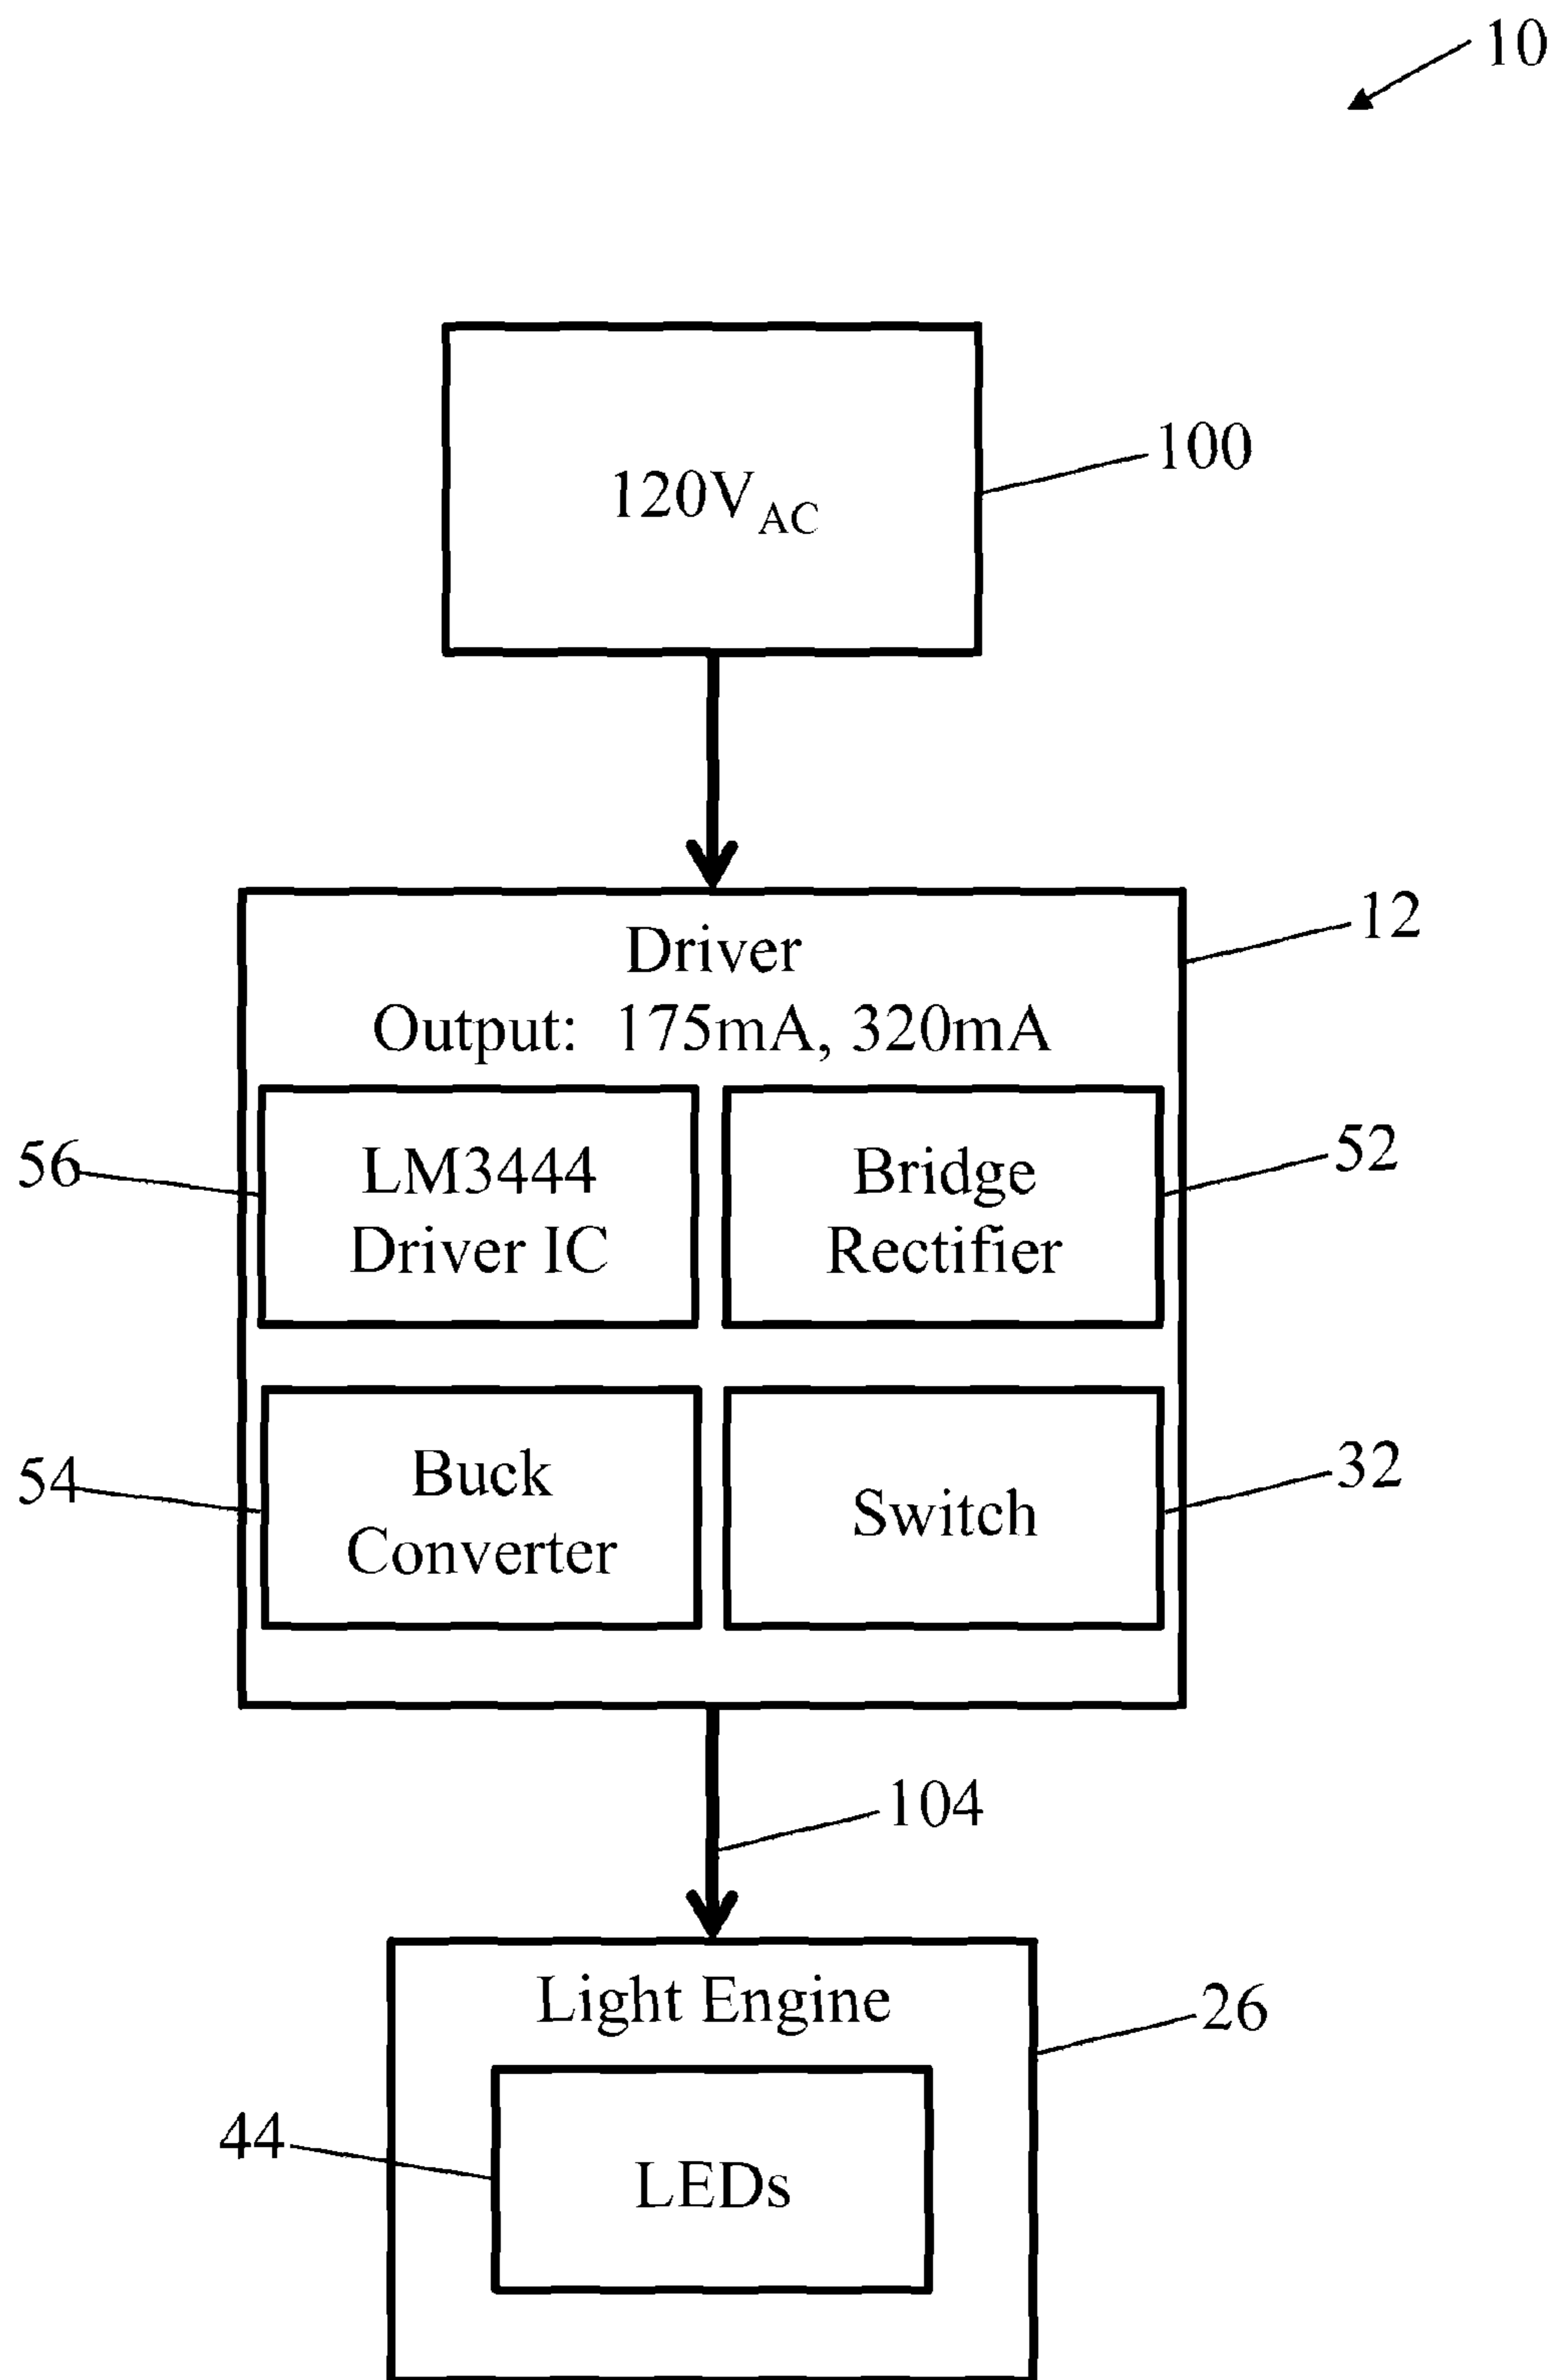 10
120VAC
100
Driver
12
Output: 175mA, 320mA
56
LM3444
Driver IC
Bridge
Rectifier
52
54
Buck
Converter
Switch
32
104
Light Engine
26
44
LEDs